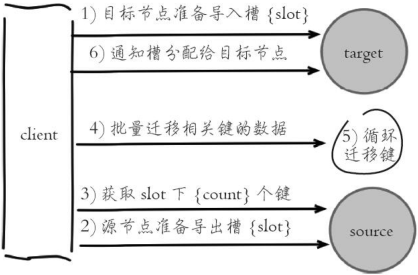 1) 目标节点准备导入槽 {slot}
target
6) 通知槽分配给目标节点
client
4) 批量迁移相关键的数据
5) 循环
迁移键
3) 获取 slot 下 {count} 个键
2) 源节点准备导出槽 {slot}
source